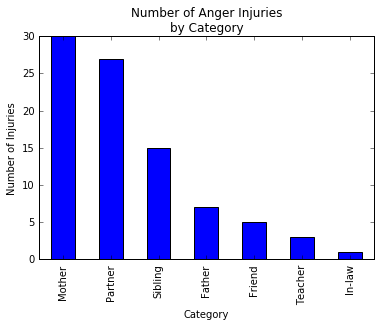 Number of Anger Injuries
by Category
30
25
20
15
10
5
0
Number of Injuries
Mother
Partner
Sibling
Father
Friend
Teacher
In-law
Category